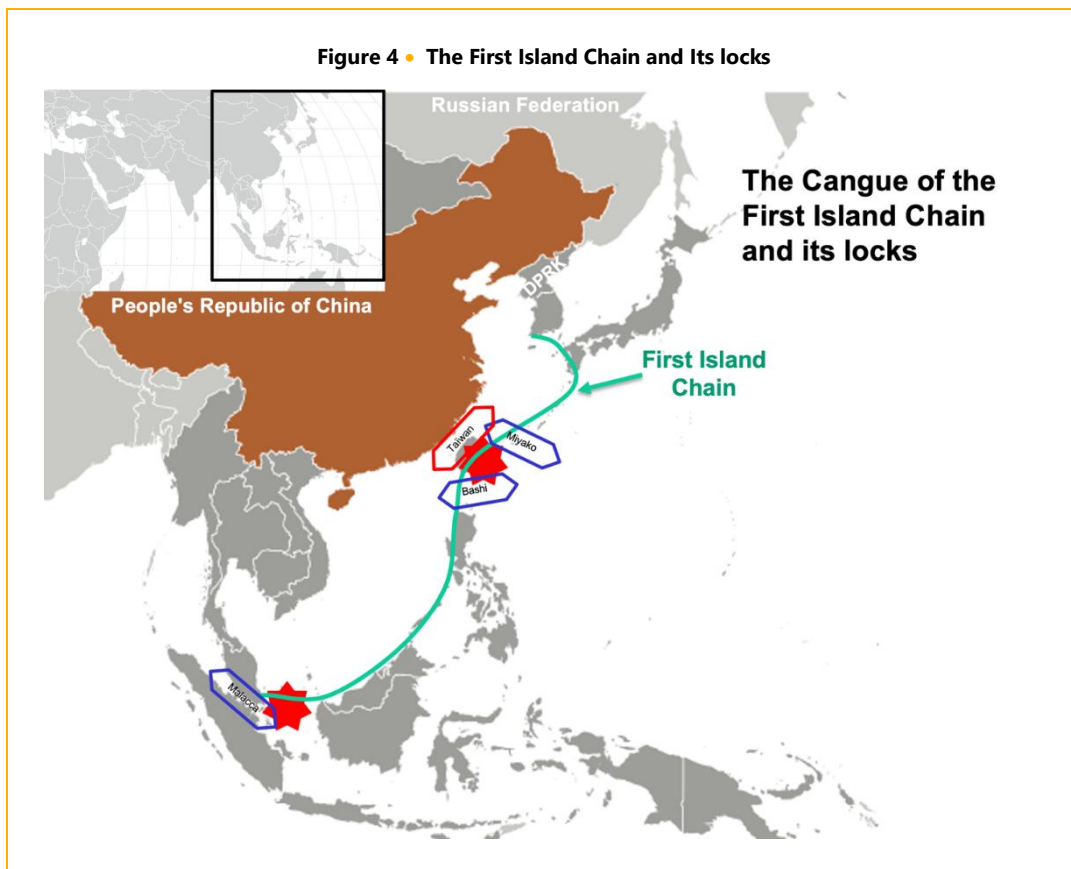 Figure 4 • The First Island Chain and Its locks
Russian Federation
The Cangue of the
First Island Chain
and its locks
DPRK
People's Republic of China
First Island
Chain
Taiwan
Miyako
Bashi
Malacca